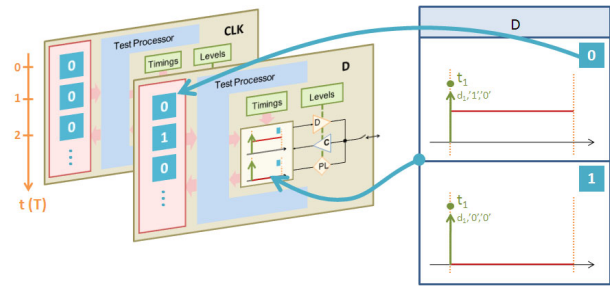 CLK
Test Processor
Timings
Levels
0
0
0
0
1
2
t (T)
D
Test Processor
Timings
Levels
0
1
0
D
C
PL
D
0
t1
d1,'1','0'
1
t1
d1,'0','0'